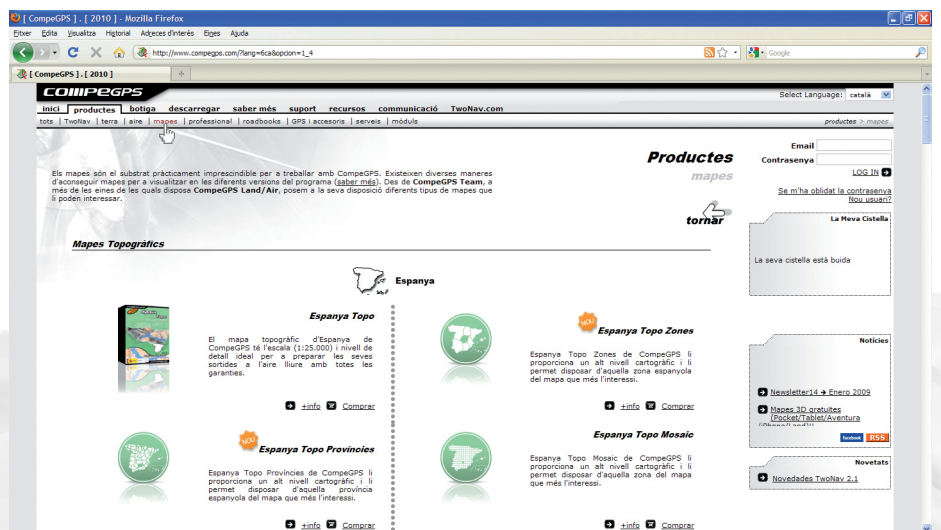 [ CompeGPS ] . [ 2010 ] - Mozilla Firefox
Fitxer Edita Visualitza Historial Adreces d'interès Eines Ajuda
http://www.compegps.com/?lang=6ca&opcion=1_4
Google
[ CompeGPS ] . [ 2010 ]
COMPEGPS
Select Language: català
inici productes botiga descarregar saber més suport recursos comunicació TwoNav.com
tots | TwoNav | terra | aire | mapes | professional | roadbooks | GPS i accesoris | serveis | mòduls
productes > mapes
Productes
mapes
Els mapes són el substrat pràcticament imprescindible per a treballar amb CompeGPS. Existeixen diverses maneres
d'aconseguir mapes per a visualitzar en les diferents versions del programa (saber més). Des de CompeGPS Team, a
més de les eines de les quals disposa CompeGPS Land/Air, posem a la seva disposició diferents tipus de mapes que
li poden interessar.
tornar
Email
Contrasenya
LOG IN
Se m'ha oblidat la contrasenya
Nou usuari?
La Meva Cistella
La seva cistella està buida
Mapes Topogràfics
Espanya
Espanya Topo
El mapa topogràfic d'Espanya de
CompeGPS té l'escala (1:25.000) i nivell de
detall ideal per a preparar les seves
sortides a l'aire lliure amb totes les
garanties.
+info Comprar
NOU
Espanya Topo Zones
Espanya Topo Zones de CompeGPS li
proporciona un alt nivell cartogràfic i li
permet disposar d'aquella zona espanyola
del mapa que més l'interessi.
+info Comprar
NOU
Espanya Topo Províncies
Espanya Topo Províncies de CompeGPS li
proporciona un alt nivell cartogràfic i li
permet disposar d'aquella província
espanyola del mapa que més l'interessi.
+info Comprar
Espanya Topo Mosaic
Espanya Topo Mosaic de CompeGPS li
proporciona un alt nivell cartogràfic i li
permet disposar d'aquella zona del mapa
que més l'interessi.
+info Comprar
Notícies
Newsletter14 → Enero 2009
Mapes 3D gratuites
(Pocket/Tablet/Aventura
facebook RSS
Novetats
Novedades TwoNav 2.1